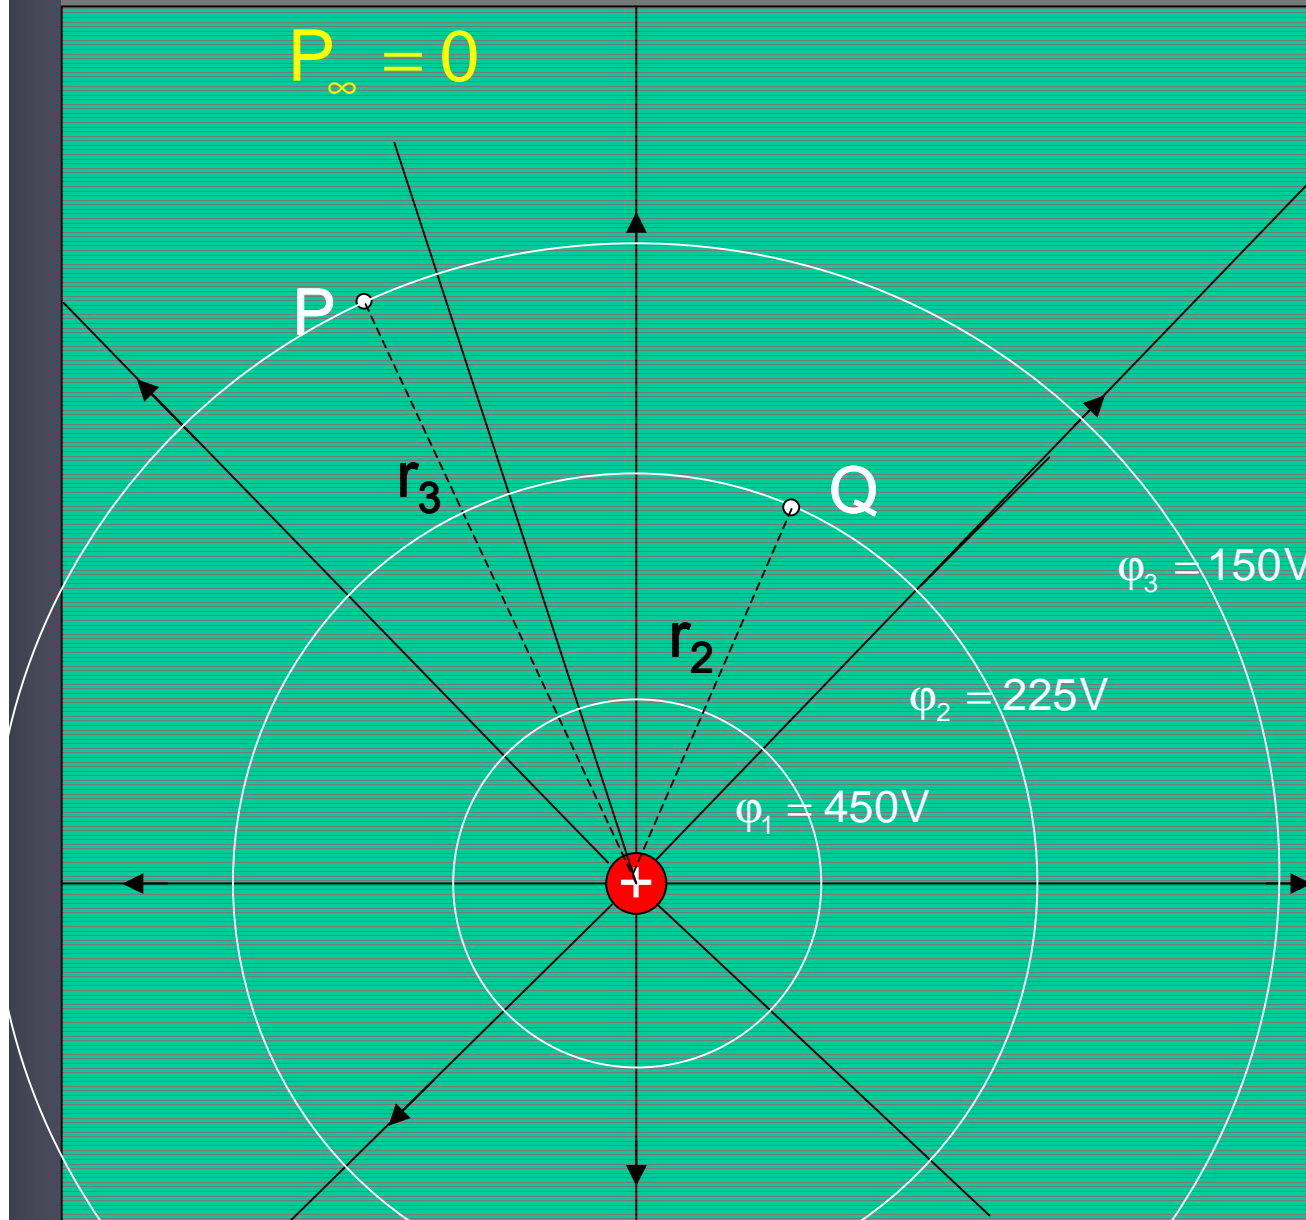 P∞ = 0
P
r3
Q
φ3 = 150V
r2
φ2 = 225V
φ1 = 450V
+